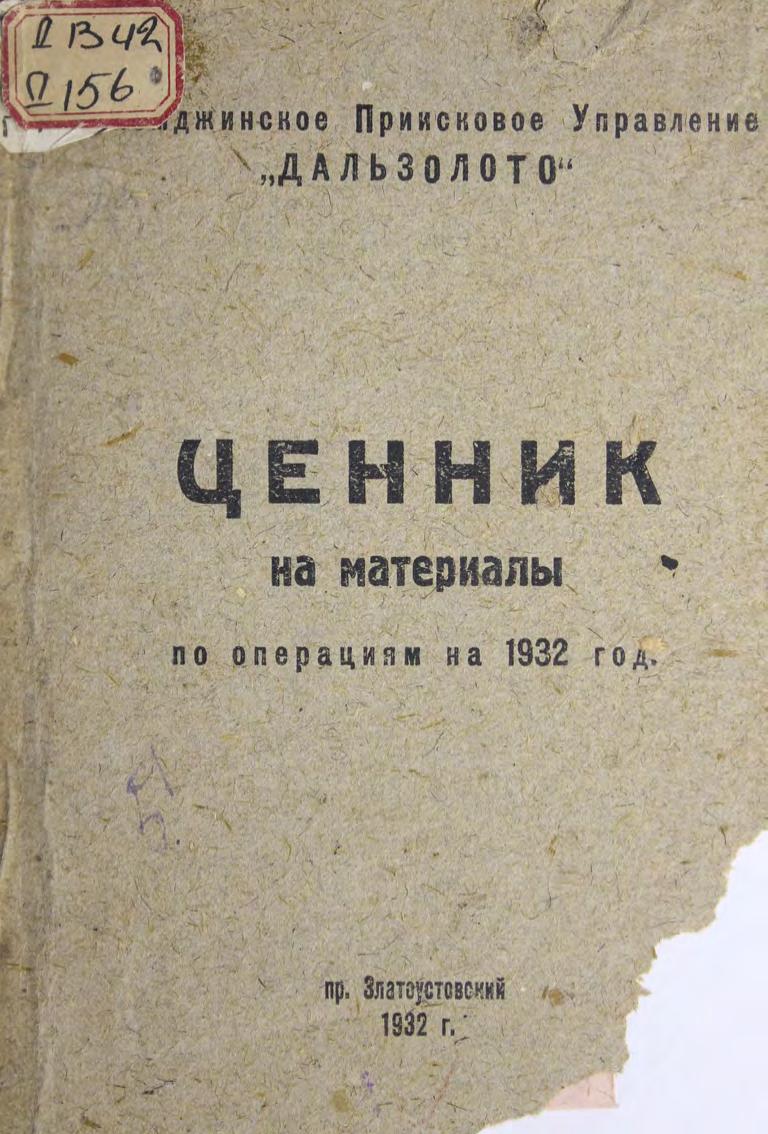 II В 42
П 156
джинское Приисковое Управление
„ДАЛЬЗОЛОТО“
ЦЕННИК
на материалы
по операциям на 1932 год.
пр. Златоустовский
1932 г.